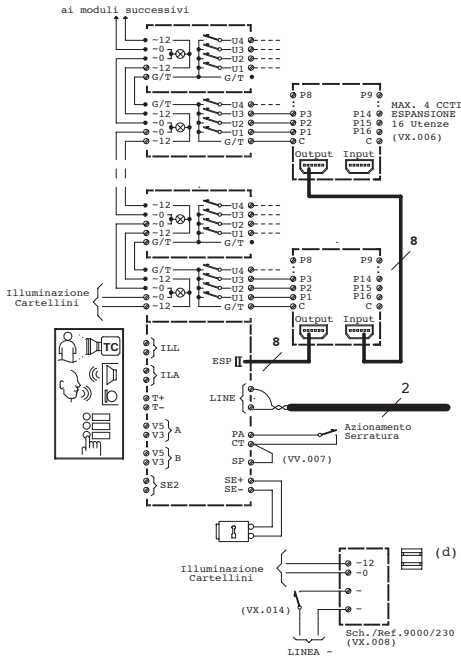 ai moduli successivi
~12
~0
~0
~12
G/T
U4
U3
U2
U1
G/T
G/T
~12
~0
~0
~12
U4
U3
U2
U1
G/T
P8
P9
P3
P2
P1
C
P14
P15
P16
C
Output
Input
MAX. 4 CCTI
ESPANSIONE
16 Utenze
(VX.006)
8
~12
~0
~0
~12
G/T
U4
U3
U2
U1
G/T
G/T
~12
~0
~0
~12
U4
U3
U2
U1
G/T
P8
P9
P3
P2
P1
C
P14
P15
P16
C
Output
Input
Illuminazione
Cartellini
ILL
ILA
T+
T-
V5
V3
A
V5
V3
B
SE2
ESP
8
LINE
2
PA
CT
SP
SE+
SE-
Azionamento
Serratura
(VV.007)
TC
Illuminazione
Cartellini
~12
~0
~
~
(d)
(VX.014)
Sch./Ref.9000/230
(VX.008)
LINEA ~